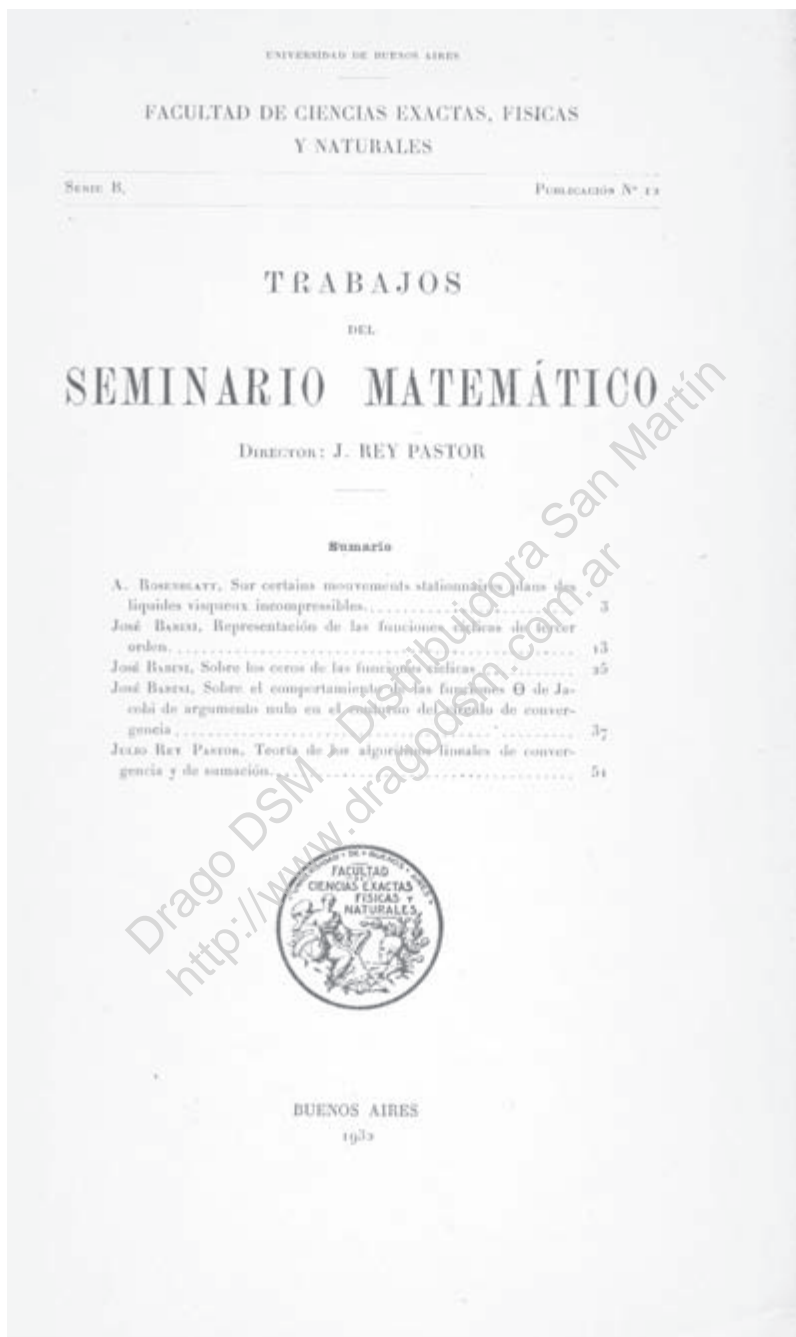 UNIVERSIDAD DE BUENOS AIRES
FACULTAD DE CIENCIAS EXACTAS, FISICAS
Y NATURALES
SERIE B. PUBLICACIÓN Nº 12
TRABAJOS
DEL
SEMINARIO MATEMÁTICO
DIRECTOR: J. REY PASTOR
Sumario
A. ROSENBLATT, Sur certains mouvements stationnaires plans des
liquides visqueux incompressibles. 3
JOSÉ BABINI, Representación de las funciones cíclicas de tercer
orden. 13
JOSÉ BABINI, Sobre los ceros de las funciones cíclicas 25
JOSÉ BABINI, Sobre el comportamiento de las funciones Θ de Ja-
cobi de argumento nulo en el contorno del círculo de conver-
gencia 37
JULIO REY PASTOR, Teoría de los algoritmos lineales de conver-
gencia y de sumación. 51
UNIVERSIDAD · DE · BUENOS · AIRES
FACULTAD
CIENCIAS EXACTAS
FISICAS Y
NATURALES
BUENOS AIRES
1932
Drago DSM - Distribuidora San Martín
http://www.dragodsm.com.ar